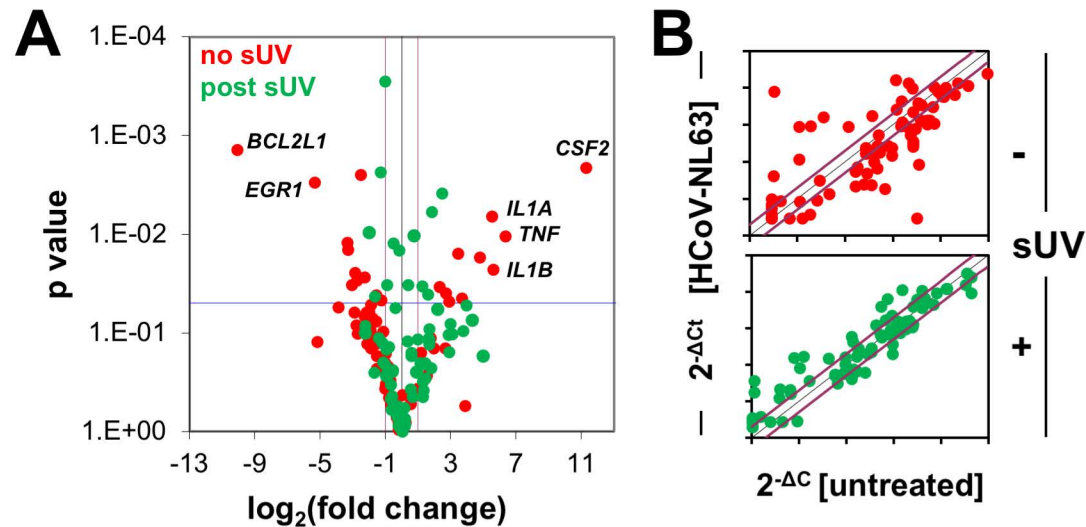 A
1.E-04
1.E-03
1.E-02
1.E-01
1.E+00
p value
no sUV
post sUV
BCL2L1
EGR1
CSF2
IL1A
TNF
IL1B
-13 -9 -5 -1 3 7 11
log₂(fold change)
B
2^-ΔCt [HCoV-NL63]
-
sUV
+
2^-ΔC [untreated]